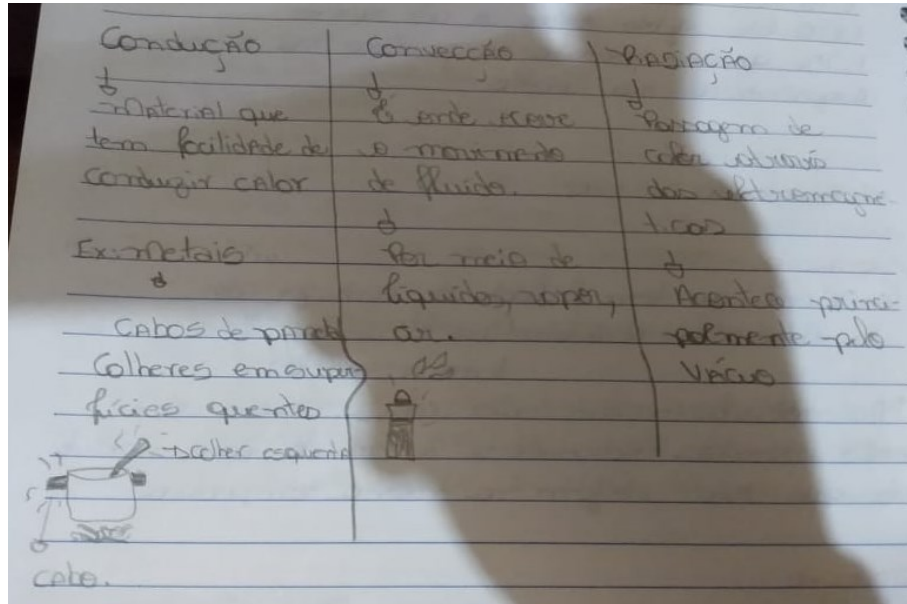 Condução
Material que
tem facilidade de
conduzir calor
Ex: metais
Cabos de panela
Colheres em super
fícies quentes
colher esquenta
cabo.
Convecção
É onde ocorre
o movimento
de fluido.
Por meio de
líquidos, vapor,
ar.
Radiação
Passagem de
calor através
das eletromagné-
ticas
Acontece princi-
palmente pelo
Vácuo